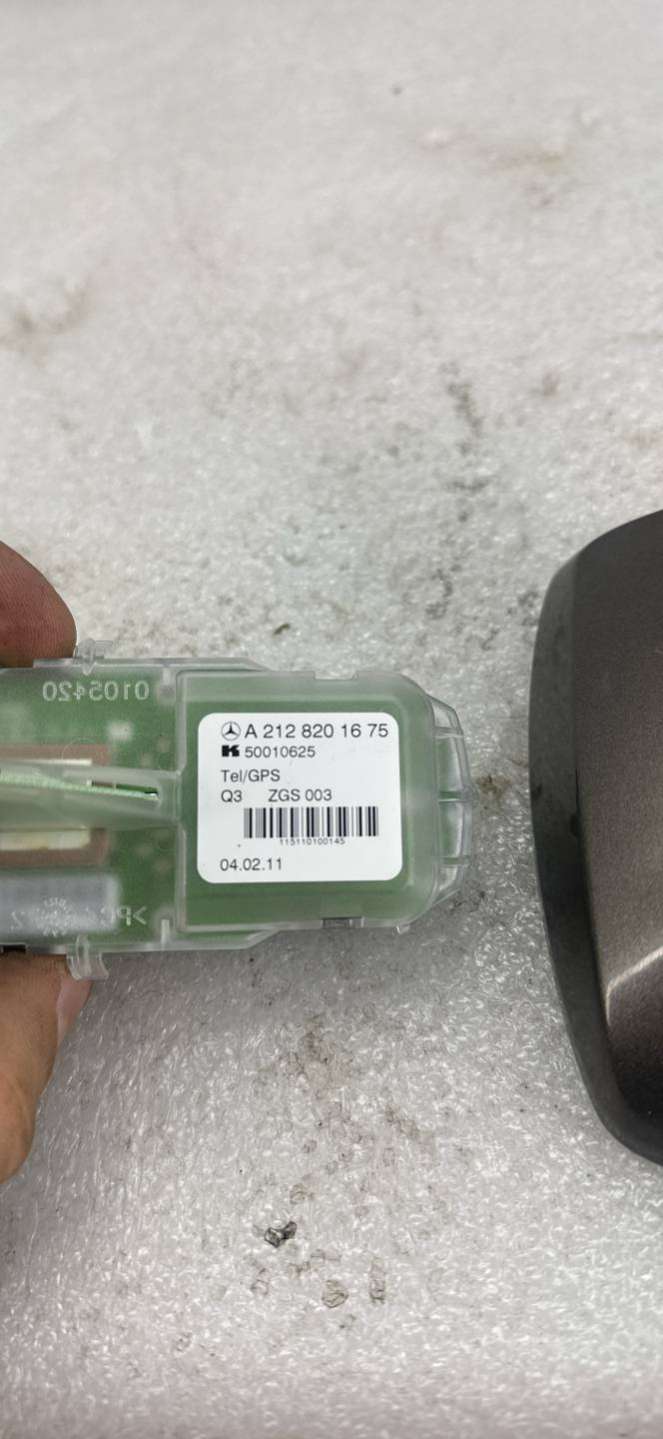 0105420
A 212 820 16 75
K 50010625
Tel/GPS
Q3 ZGS 003
115110100145
04.02.11